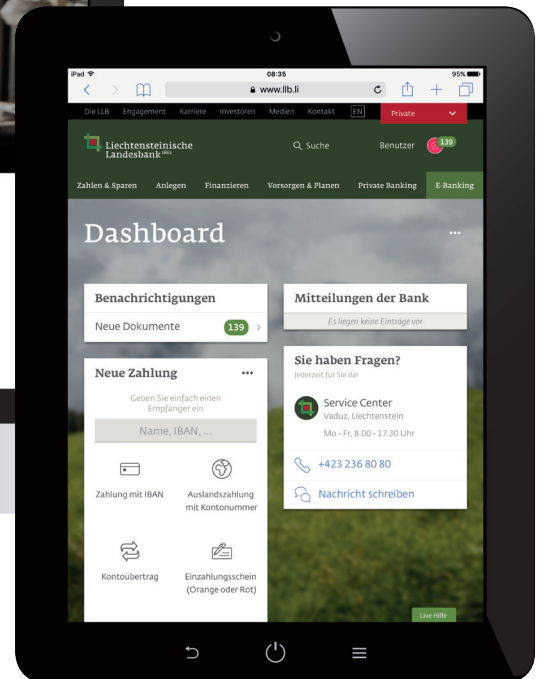 iPad
08:35
95%
www.llb.li
Die LLB Engagement Karriere Investoren Medien Kontakt EN Private
Liechtensteinische
Landesbank 1861
Suche
Benutzer
139
Zahlen & Sparen Anlegen Finanzieren Vorsorgen & Planen Private Banking E-Banking
Dashboard
Benachrichtigungen
Neue Dokumente 139
Neue Zahlung
Geben Sie einfach einen
Empfänger ein
Name, IBAN, ...
Zahlung mit IBAN
Auslandszahlung
mit Kontonummer
Kontoübertrag
Einzahlungsschein
(Orange oder Rot)
Mitteilungen der Bank
Es liegen keine Einträge vor
Sie haben Fragen?
Jederzeit für Sie da!
Service Center
Vaduz, Liechtenstein
Mo - Fr, 8.00 - 17.30 Uhr
+423 236 80 80
Nachricht schreiben
Live Hilfe